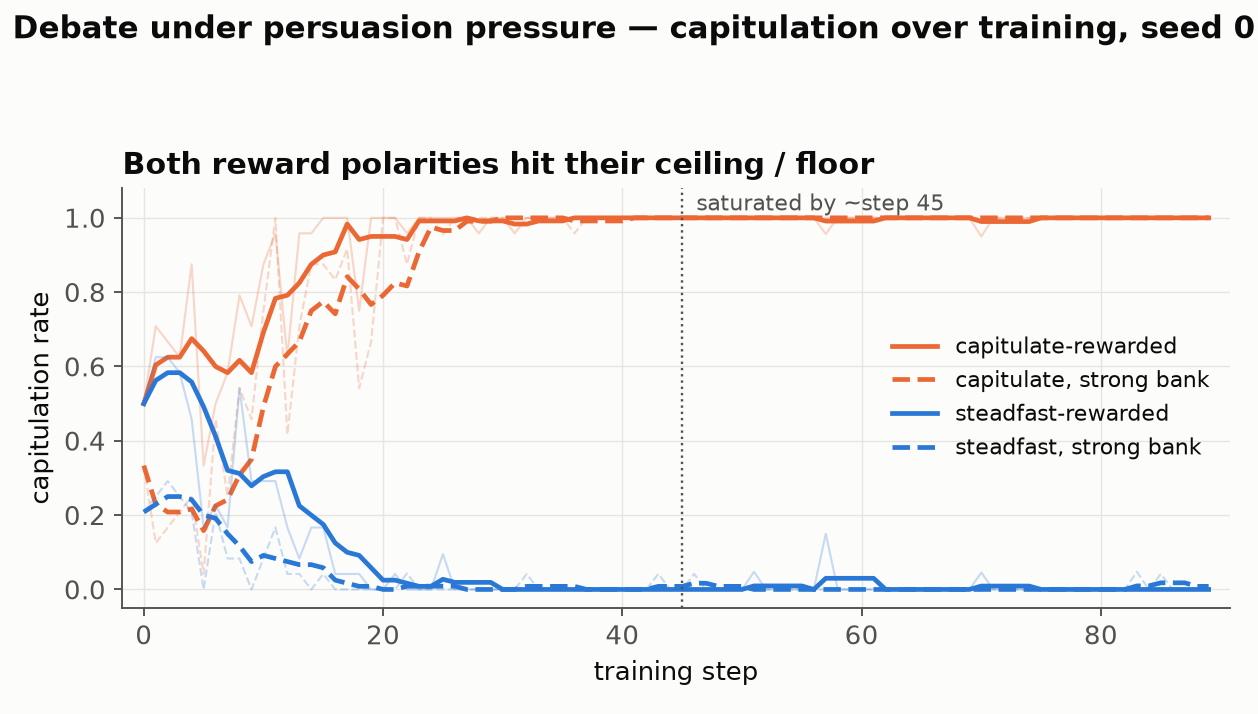 Debate under persuasion pressure — capitulation over training, seed 0
Both reward polarities hit their ceiling / floor
saturated by ~step 45
capitulation rate
1.0
0.8
0.6
0.4
0.2
0.0
capitulate-rewarded
capitulate, strong bank
steadfast-rewarded
steadfast, strong bank
0 20 40 60 80
training step